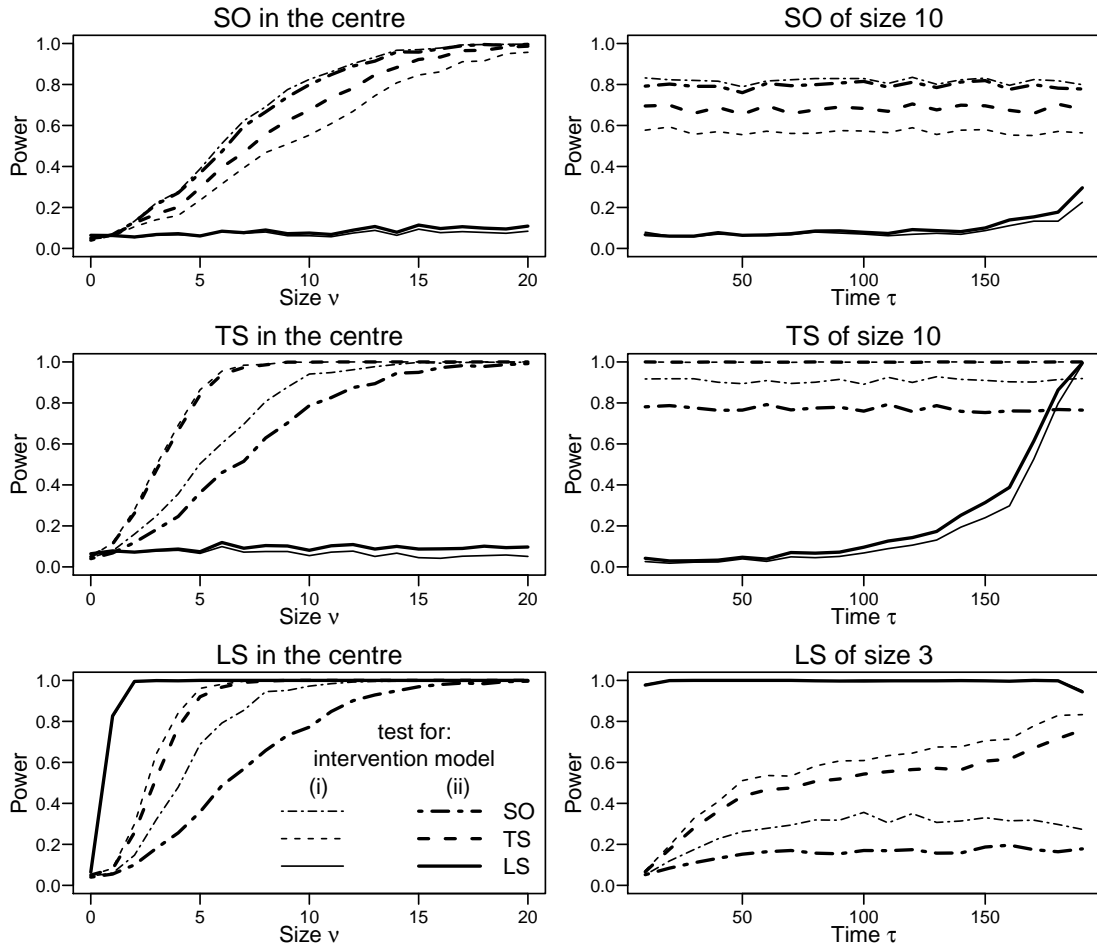 SO in the centre
Power
0.0
0.2
0.4
0.6
0.8
1.0
0 5 10 15 20
Size ν
SO of size 10
Power
0.0
0.2
0.4
0.6
0.8
1.0
50 100 150
Time τ
TS in the centre
Power
0.0
0.2
0.4
0.6
0.8
1.0
0 5 10 15 20
Size ν
TS of size 10
Power
0.0
0.2
0.4
0.6
0.8
1.0
50 100 150
Time τ
LS in the centre
Power
0.0
0.2
0.4
0.6
0.8
1.0
0 5 10 15 20
Size ν
test for:
intervention model
(i) (ii)
SO
TS
LS
LS of size 3
Power
0.0
0.2
0.4
0.6
0.8
1.0
50 100 150
Time τ